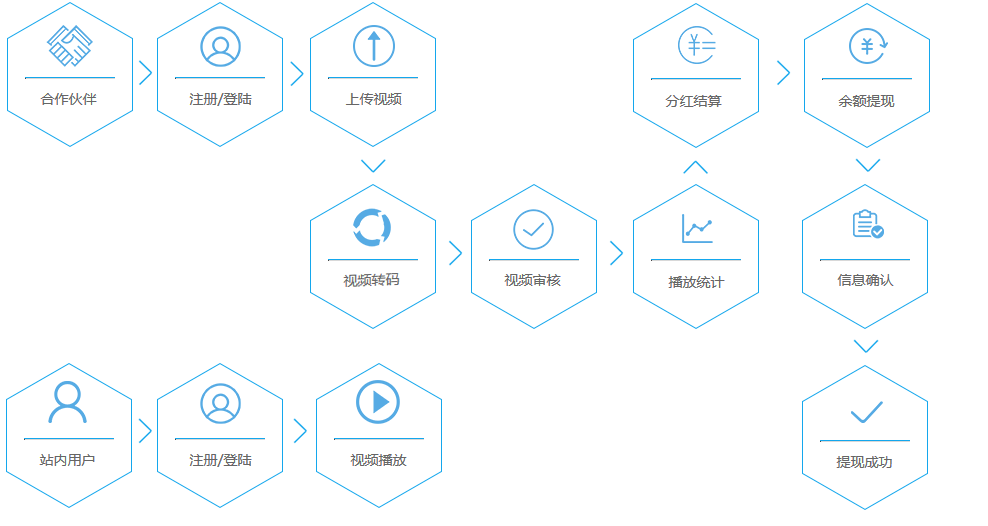 合作伙伴
注册/登陆
上传视频
分红结算
余额提现
视频转码
视频审核
播放统计
信息确认
站内用户
注册/登陆
视频播放
提现成功